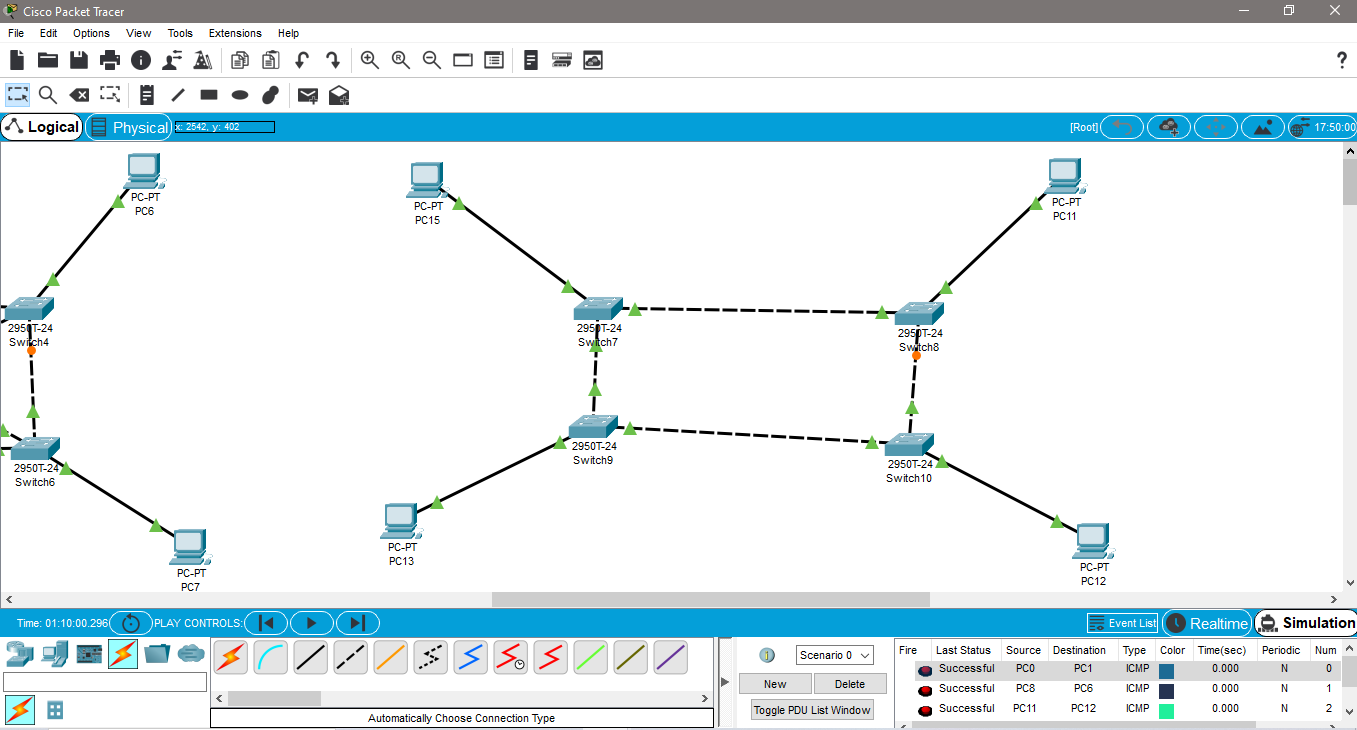 Cisco Packet Tracer
File Edit Options View Tools Extensions Help
?
Logical Physical x: 2542, y: 402 [Root] 17:50:00
PC-PT
PC6
PC-PT
PC15
PC-PT
PC11
2950T-24
Switch4
2950T-24
Switch7
2950T-24
Switch8
2950T-24
Switch6
2950T-24
Switch9
2950T-24
Switch10
PC-PT
PC7
PC-PT
PC13
PC-PT
PC12
Time: 01:10:00.296 PLAY CONTROLS: Event List Realtime Simulation
Scenario 0
New Delete
Toggle PDU List Window
Automatically Choose Connection Type
Fire Last Status Source Destination Type Color Time(sec) Periodic Num
Successful PC0 PC1 ICMP 0.000 N 0
Successful PC8 PC6 ICMP 0.000 N 1
Successful PC11 PC12 ICMP 0.000 N 2